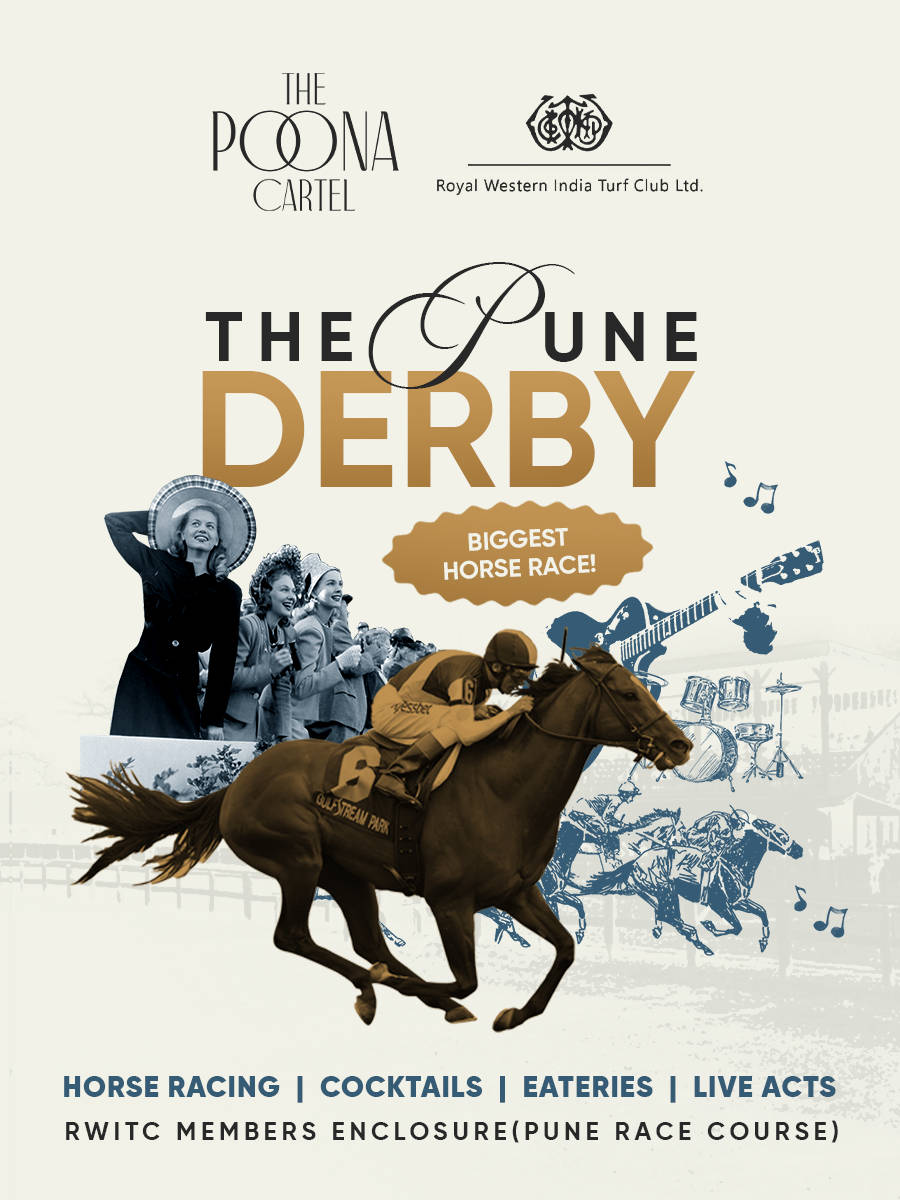 THE
POONA
CARTEL
Royal Western India Turf Club Ltd.
THE PUNE
DERBY
BIGGEST
HORSE RACE!
6
6
GULFSTREAM PARK
HORSE RACING | COCKTAILS | EATERIES | LIVE ACTS
RWITC MEMBERS ENCLOSURE(PUNE RACE COURSE)